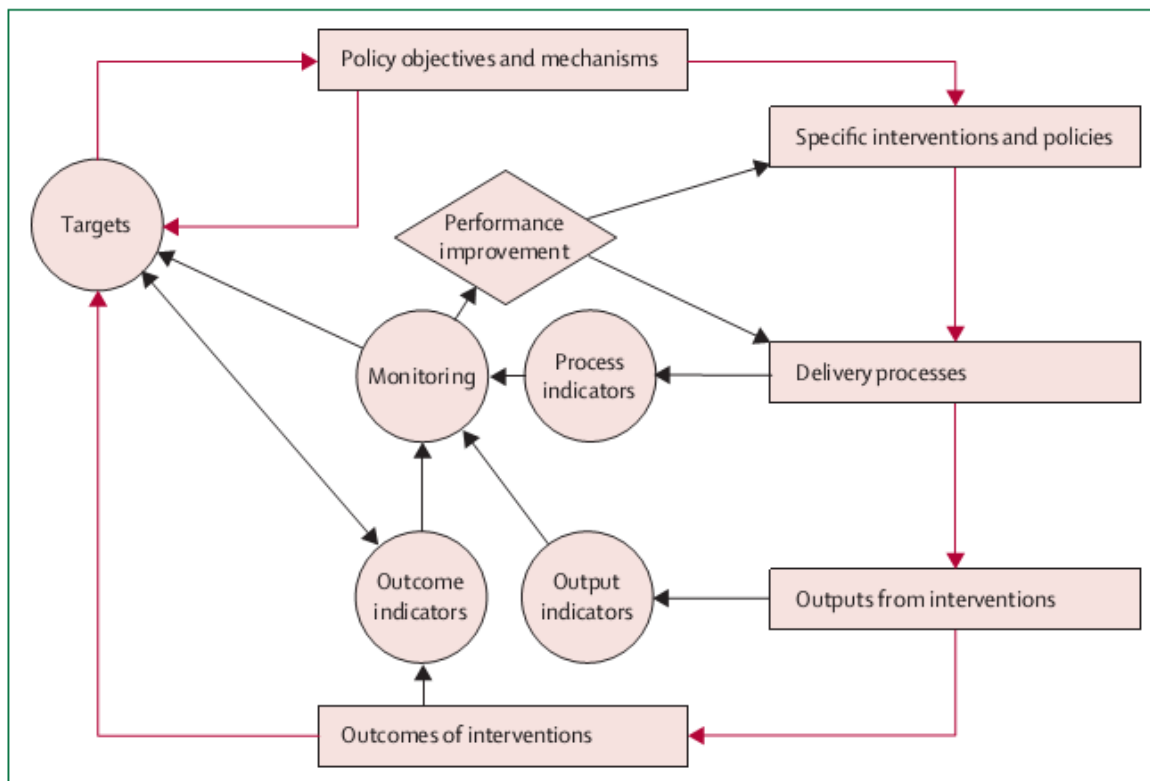 Policy objectives and mechanisms
Specific interventions and policies
Targets
Performance
improvement
Monitoring
Process
indicators
Delivery processes
Outcome
indicators
Output
indicators
Outputs from interventions
Outcomes of interventions